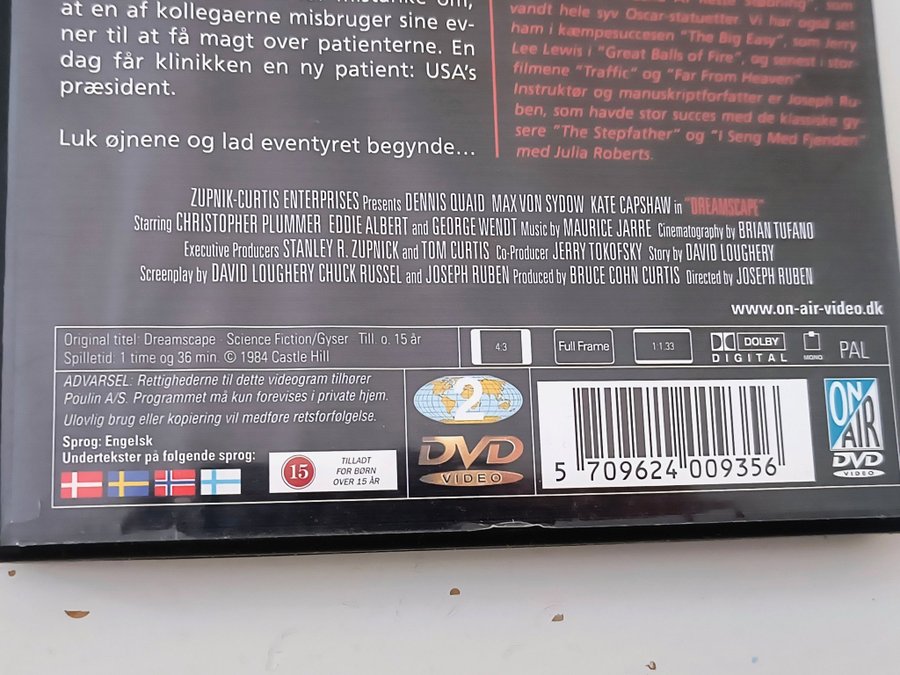 at en af kollegaerne misbruger sine ev-
ner til at få magt over patienterne. En
dag får klinikken en ny patient: USA's
præsident.
Luk øjnene og lad eventyret begynde...
vandt hele syv Oscar-statuetter. Vi har også set
ham i kæmpesuccesen "The Big Easy", som Jerry
Lee Lewis i "Great Balls of Fire", og senest i stor-
filmene "Traffic" og "Far From Heaven"
Instruktør og manuskriptforfatter er Joseph Ru-
ben, som havde stor succes med de klassiske gy-
sere "The Stepfather" og "I Seng Med Fjenden"
med Julia Roberts.
ZUPNIK-CURTIS ENTERPRISES Presents DENNIS QUAID MAX VON SYDOW KATE CAPSHAW in "DREAMSCAPE"
Starring CHRISTOPHER PLUMMER EDDIE ALBERT and GEORGE WENDT Music by MAURICE JARRE Cinematography by BRIAN TUFANO
Executive Producers STANLEY R. ZUPNICK and TOM CURTIS Co-Producer JERRY TOKOFSKY Story by DAVID LOUGHERY
Screenplay by DAVID LOUGHERY CHUCK RUSSEL and JOSEPH RUBEN Produced by BRUCE COHN CURTIS Directed by JOSEPH RUBEN
www.on-air-video.dk
Original titel: Dreamscape · Science Fiction/Gyser Till. o. 15 år
Spilletid: 1 time og 36 min. © 1984 Castle Hill
4:3
Full Frame
1:1.33
DOLBY
DIGITAL
MONO
PAL
ADVARSEL: Rettighederne til dette videogram tilhører
Poulin A/S. Programmet må kun forevises i private hjem.
Ulovlig brug eller kopiering vil medføre retsforfølgelse.
Sprog: Engelsk
Undertekster på følgende sprog:
15
TILLADT
FOR BØRN
OVER 15 ÅR
2
DVD
VIDEO
5 709624 009356
ON
AIR
DVD
VIDEO